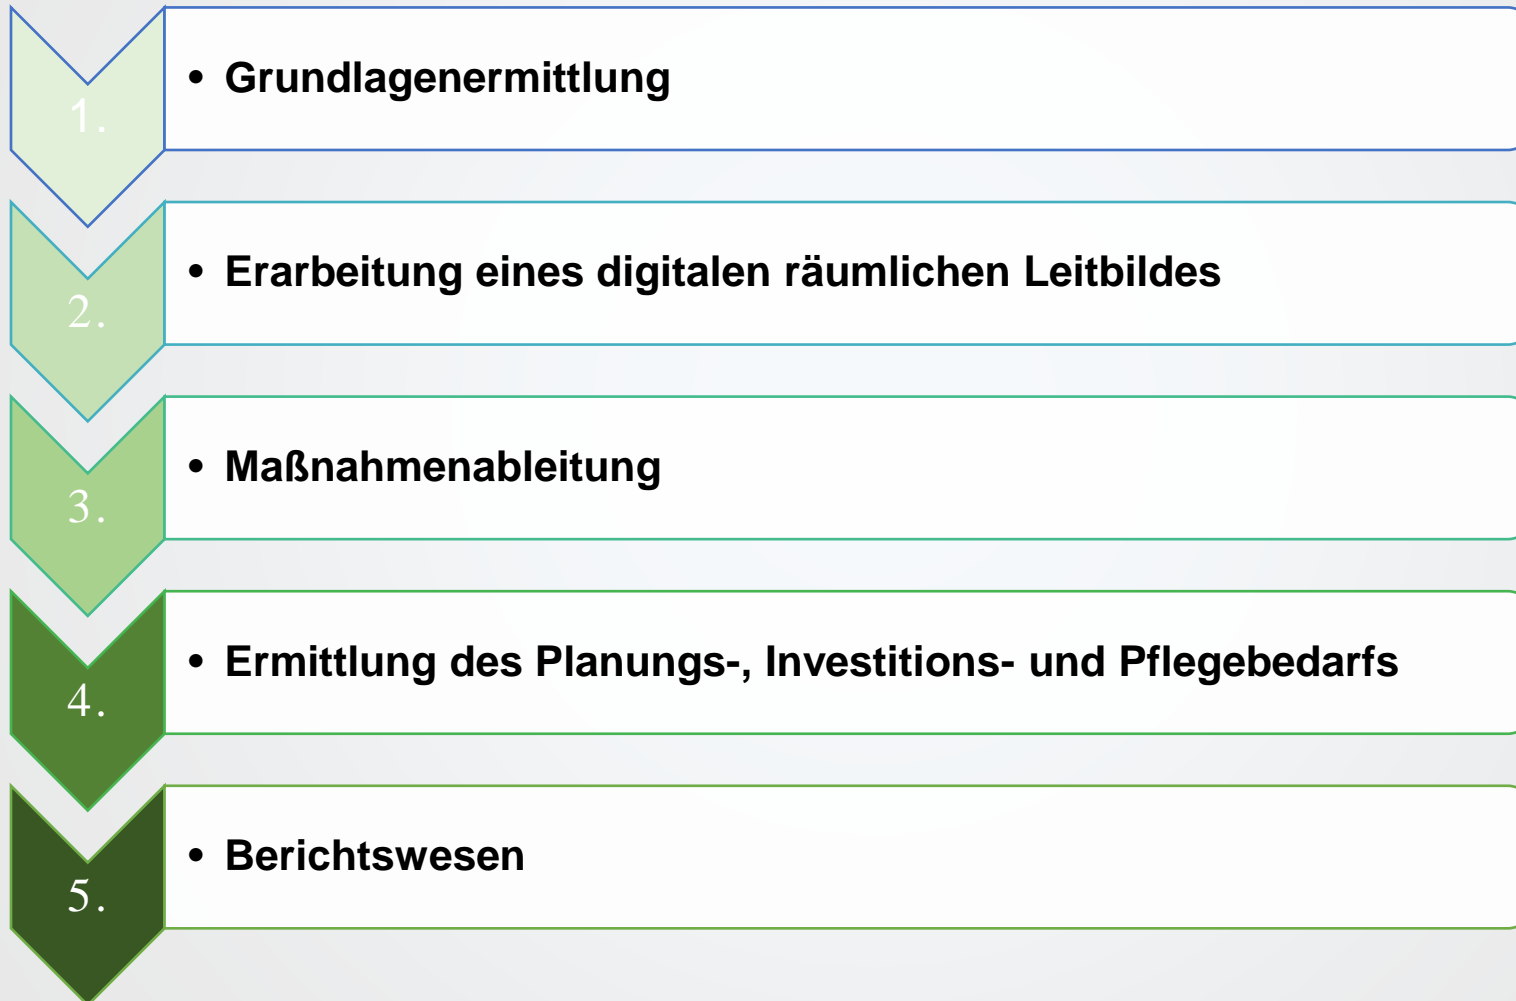 1.
• Grundlagenermittlung
2.
• Erarbeitung eines digitalen räumlichen Leitbildes
3.
• Maßnahmenableitung
4.
• Ermittlung des Planungs-, Investitions- und Pflegebedarfs
5.
• Berichtswesen